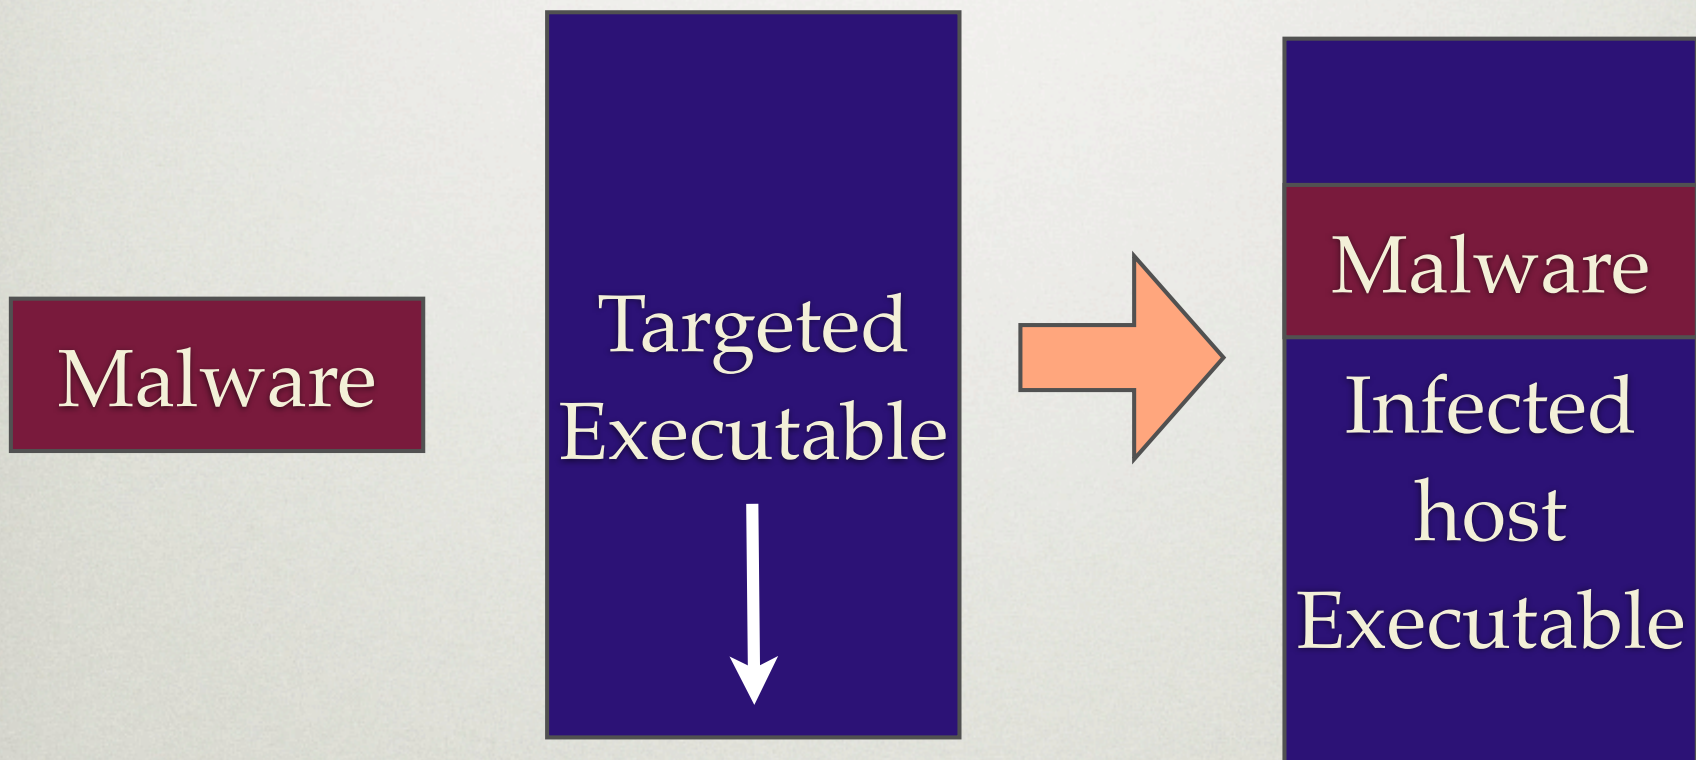 Malware
Targeted
Executable
Malware
Infected
host
Executable